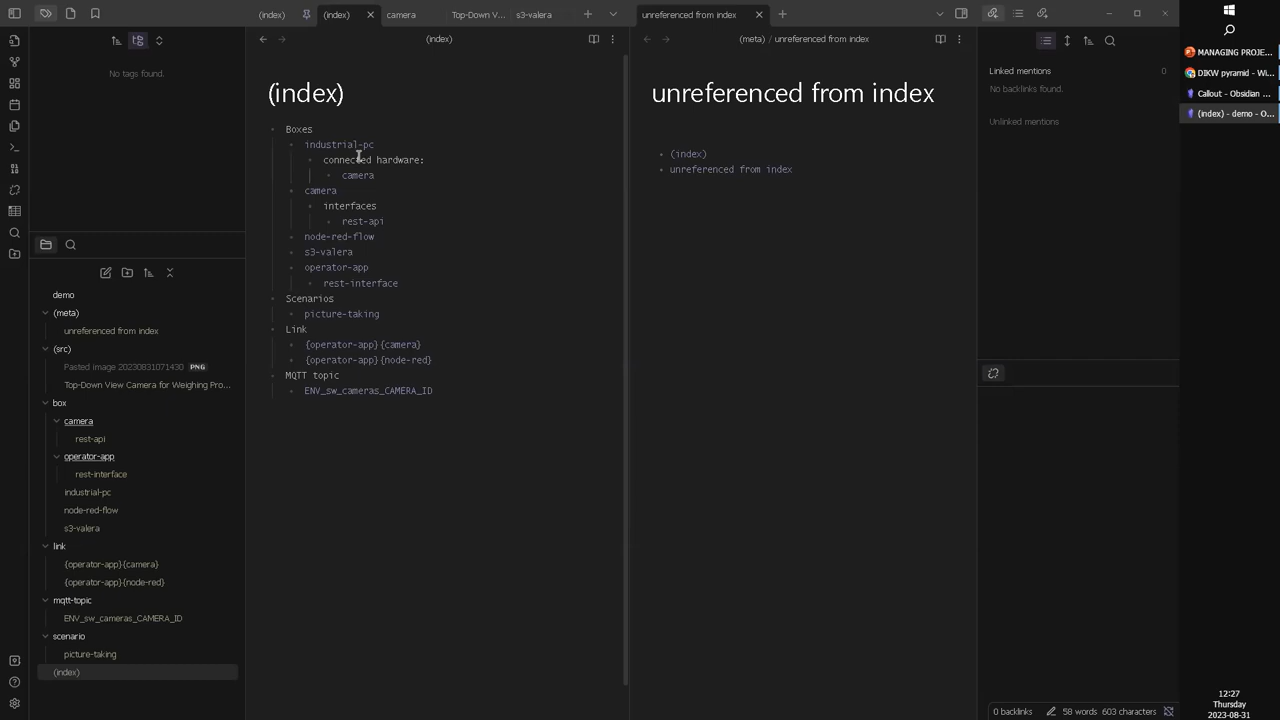 (index)
(index)
camera
Top-Down V...
s3-valera
unreferenced from index
(index)
(meta) / unreferenced from index
No tags found.
demo
(meta)
unreferenced from index
(src)
Pasted image 20230831071430 PNG
Top-Down View Camera for Weighing Pro...
box
camera
rest-api
operator-app
rest-interface
industrial-pc
node-red-flow
s3-valera
link
{operator-app}{camera}
{operator-app}{node-red}
mqtt-topic
ENV_sw_cameras_CAMERA_ID
scenario
picture-taking
(index)
(index)
Boxes
industrial-pc
connected hardware:
camera
camera
interfaces
rest-api
node-red-flow
s3-valera
operator-app
rest-interface
Scenarios
picture-taking
Link
{operator-app}{camera}
{operator-app}{node-red}
MQTT topic
ENV_sw_cameras_CAMERA_ID
unreferenced from index
(index)
unreferenced from index
Linked mentions 0
No backlinks found.
Unlinked mentions
0 backlinks 58 words 603 characters
MANAGING PROJE...
DIKW pyramid - Wi...
Callout - Obsidian ...
(index) - demo - O...
12:27
Thursday
2023-08-31